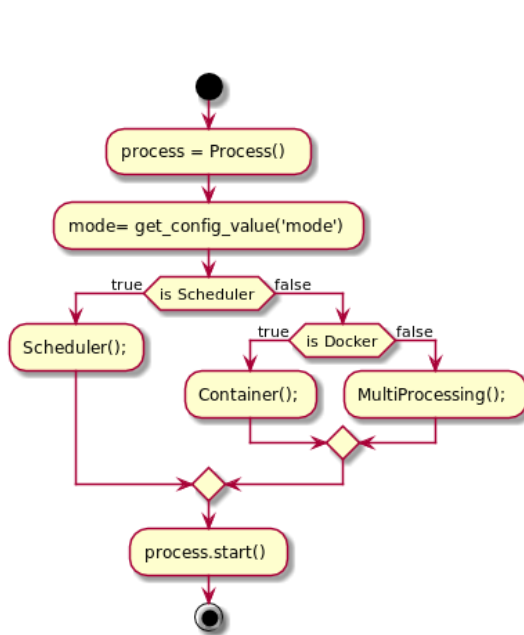 process = Process()
mode= get_config_value('mode')
true
is Scheduler
false
Scheduler();
true
is Docker
false
Container();
MultiProcessing();
process.start()